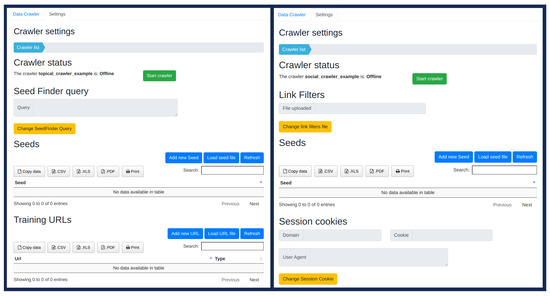 Data Crawler Settings
Crawler settings
Crawler list
Crawler status
The crawler topical_crawler_example is: Offline
Start crawler
Seed Finder query
Query
Change SeedFinder Query
Seeds
Add new Seed Load seed file Refresh
Copy data .CSV .XLS .PDF Print Search:
Seed
No data available in table
Showing 0 to 0 of 0 entries Previous Next
Training URLs
Add new URL Load URL file Refresh
Copy data .CSV .XLS .PDF Print Search:
Url Type
No data available in table
Showing 0 to 0 of 0 entries Previous Next
Data Crawler Settings
Crawler settings
Crawler list
Crawler status
The crawler social_crawler_example is: Offline
Start crawler
Link Filters
File uploaded
Change link filters file
Seeds
Add new Seed Load seed file Refresh
Copy data .CSV .XLS .PDF Print Search:
Seed
No data available in table
Showing 0 to 0 of 0 entries Previous Next
Session cookies
Domain Cookie
User Agent
Change Session Cookie